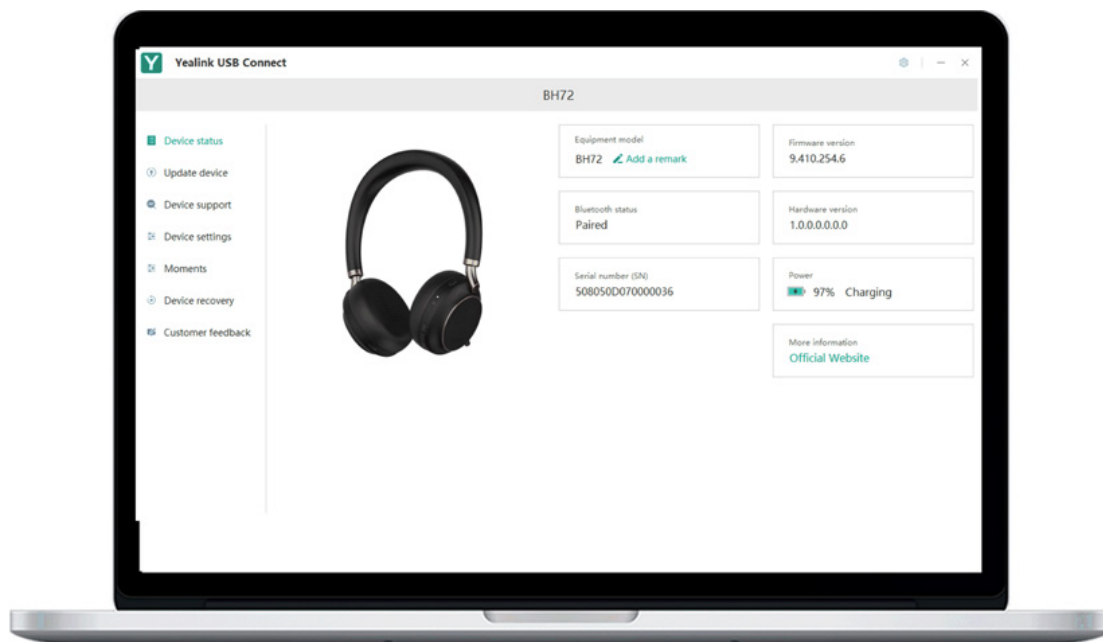 Y Yealink USB Connect
BH72
Device status
Update device
Device support
Device settings
Moments
Device recovery
Customer feedback
Equipment model
BH72 Add a remark
Firmware version
9.410.254.6
Bluetooth status
Paired
Hardware version
1.0.0.0.0.0.0
Serial number (SN)
508050D070000036
Power
97% Charging
More information
Official Website